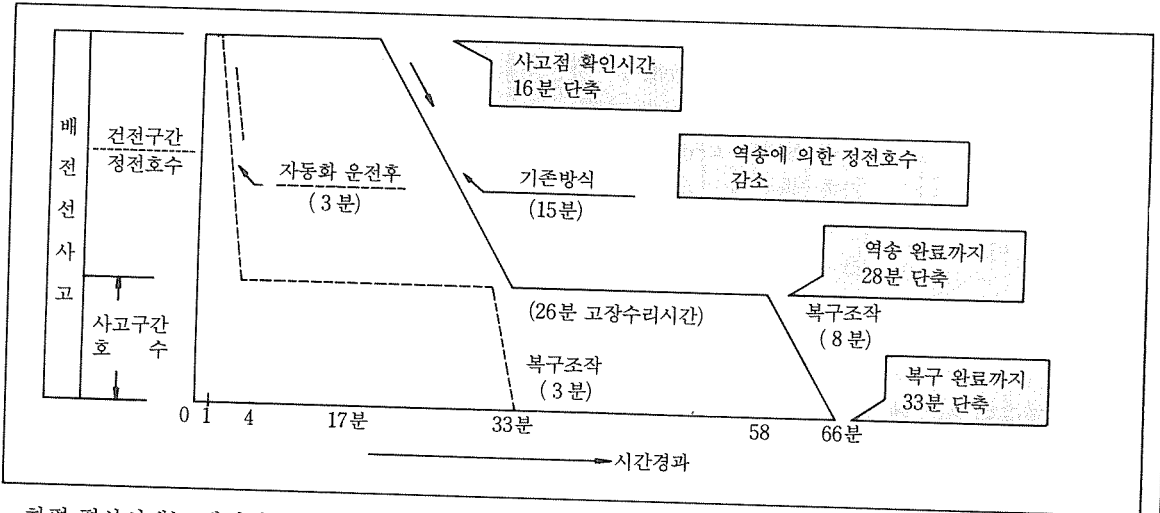 사고점 확인시간
16분 단축
배전선사고
건전구간
정전호수
자동화 운전후
(3분)
기존방식
(15분)
역송에 의한 정전호수
감소
역송 완료까지
28분 단축
사고구간
호 수
(26분 고장수리시간)
복구조작
(8분)
복구조작
(3분)
복구 완료까지
33분 단축
0 1 4 17분 33분 58 66분
시간경과